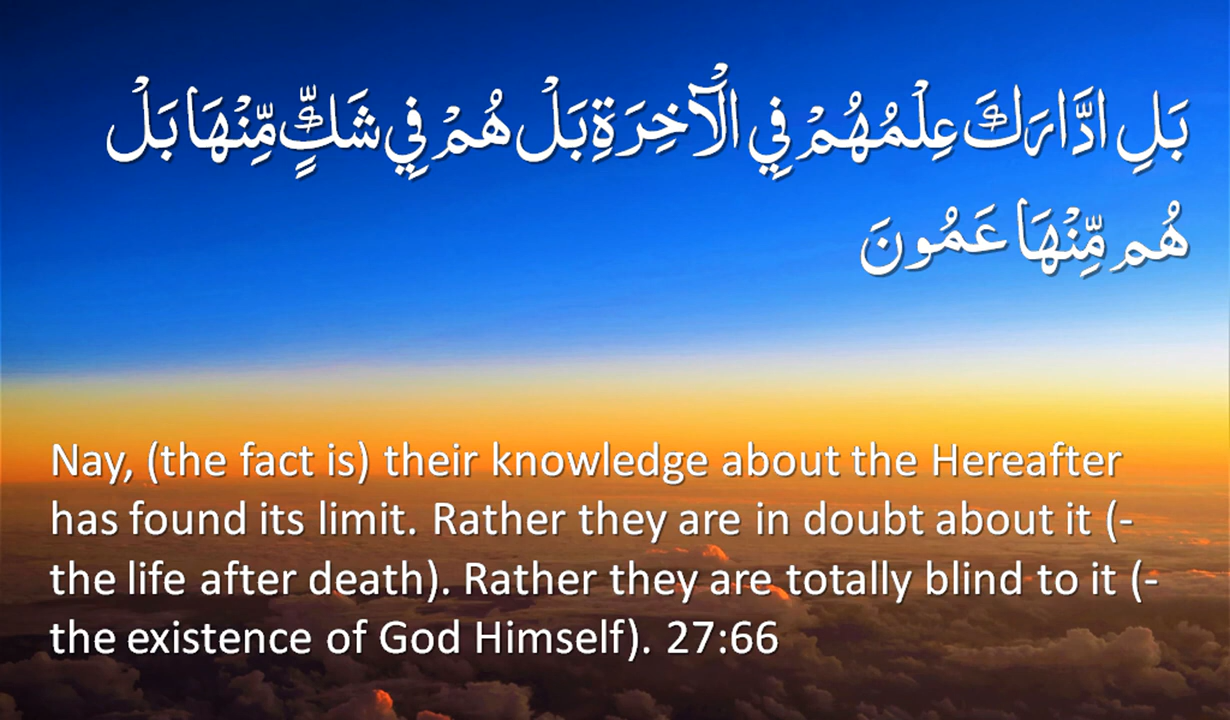 بَلِ ادَّارَكَ عِلْمُهُمْ فِي الْآخِرَةِ بَلْ هُمْ فِي شَكٍّ مِّنْهَا بَلْ
هُم مِّنْهَا عَمُونَ
Nay, (the fact is) their knowledge about the Hereafter
has found its limit. Rather they are in doubt about it (-
the life after death). Rather they are totally blind to it (-
the existence of God Himself). 27:66